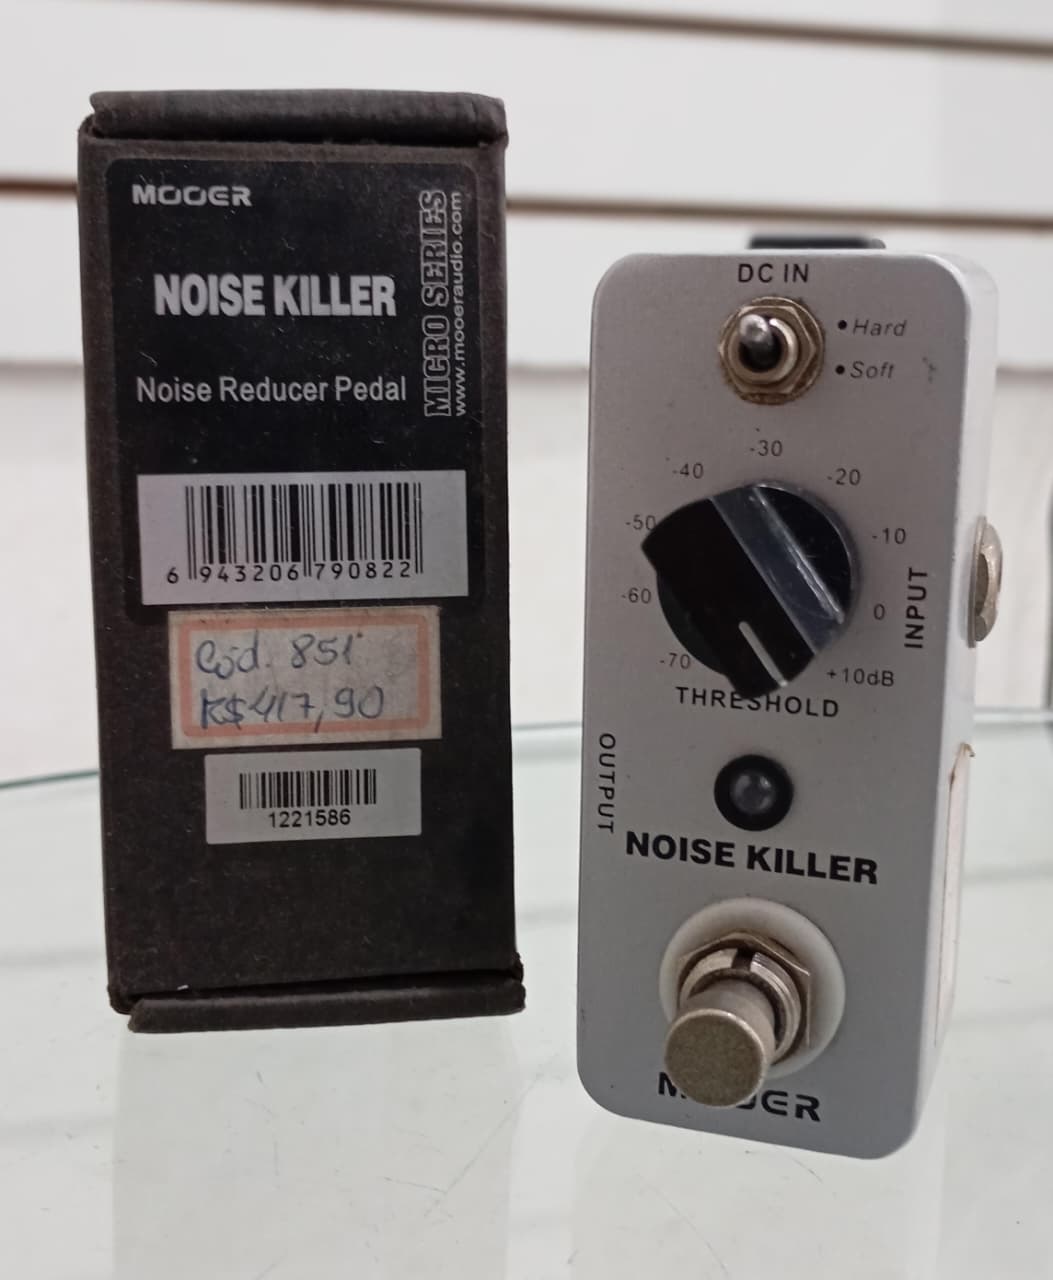 MOOER
NOISE KILLER
Noise Reducer Pedal
MICRO SERIES
www.mooeraudio.com
6 943206 790822
Cód. 851
R$417,90
1221586
DC IN
Hard
Soft
-30
-40
-20
-50
-10
-60
0
-70
+10dB
THRESHOLD
INPUT
OUTPUT
NOISE KILLER
MOOER